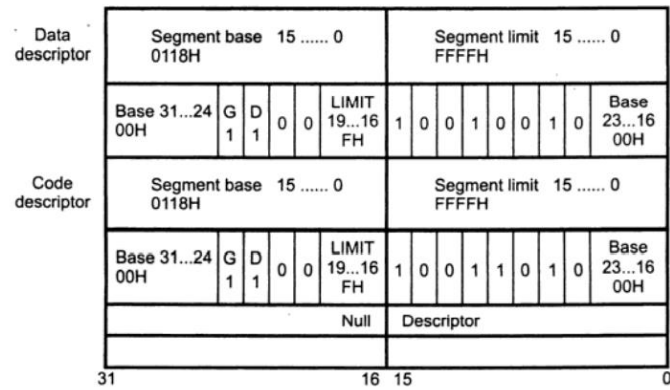 Data descriptor
Segment base 15 ...... 0
0118H
Segment limit 15 ...... 0
FFFFH
Base 31...24
00H
G
1
D
1
0
0
LIMIT
19...16
FH
1
0
0
1
0
0
1
0
Base
23...16
00H
Code descriptor
Segment base 15 ...... 0
0118H
Segment limit 15 ...... 0
FFFFH
Base 31...24
00H
G
1
D
1
0
0
LIMIT
19...16
FH
1
0
0
1
1
0
1
0
Base
23...16
00H
Null Descriptor
31
16
15
0